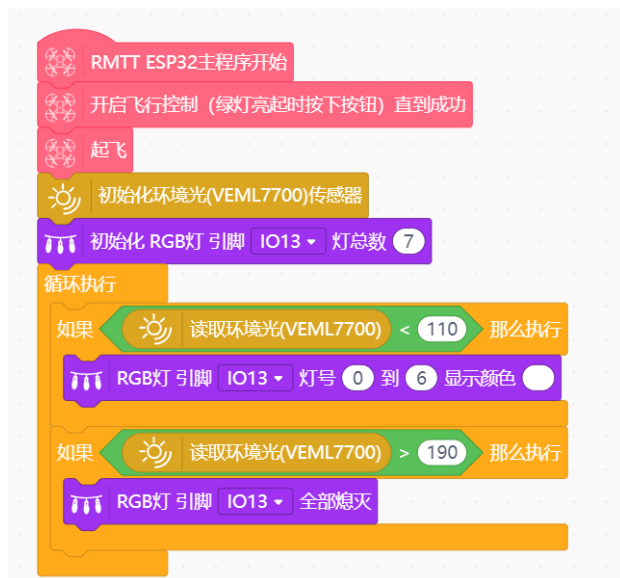 RMTT ESP32主程序开始
开启飞行控制（绿灯亮起时按下按钮）直到成功
起飞
初始化环境光(VEML7700)传感器
初始化 RGB灯 引脚 IO13 灯总数 7
循环执行
如果 读取环境光(VEML7700) < 110 那么执行
RGB灯 引脚 IO13 灯号 0 到 6 显示颜色
如果 读取环境光(VEML7700) > 190 那么执行
RGB灯 引脚 IO13 全部熄灭